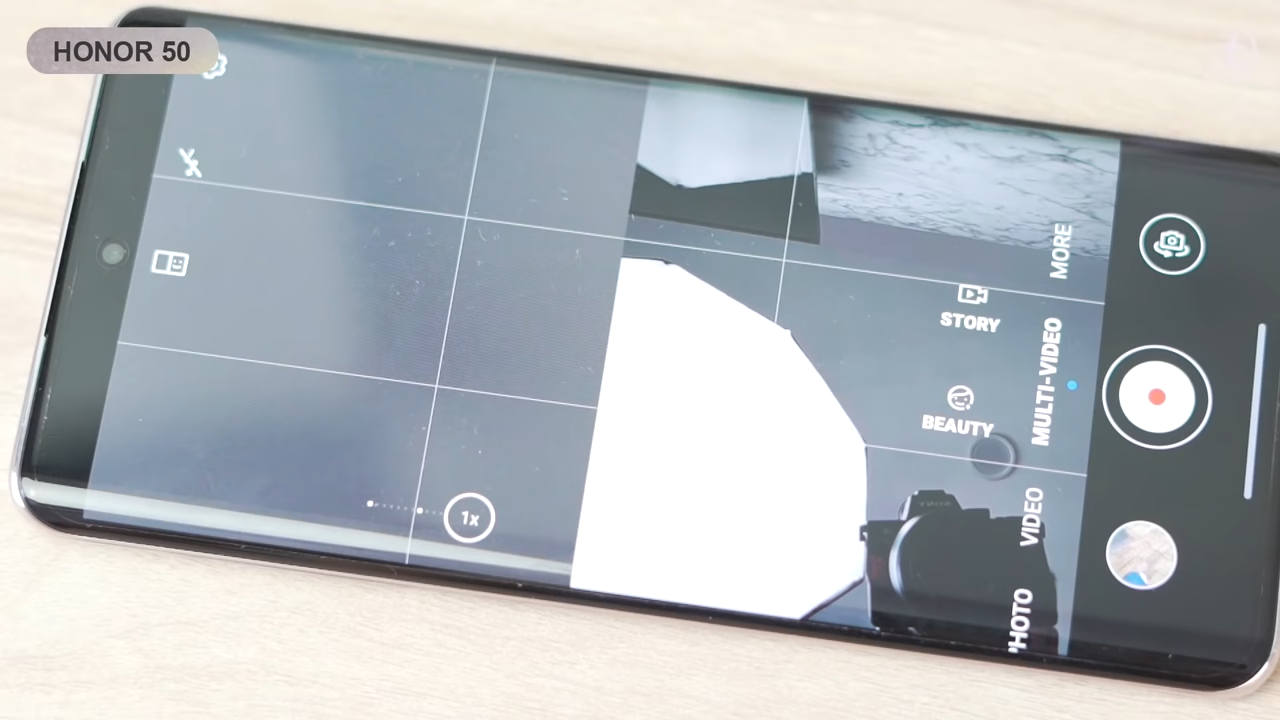 HONOR 50
MORE
STORY
MULTI-VIDEO
BEAUTY
VIDEO
1x
PHOTO